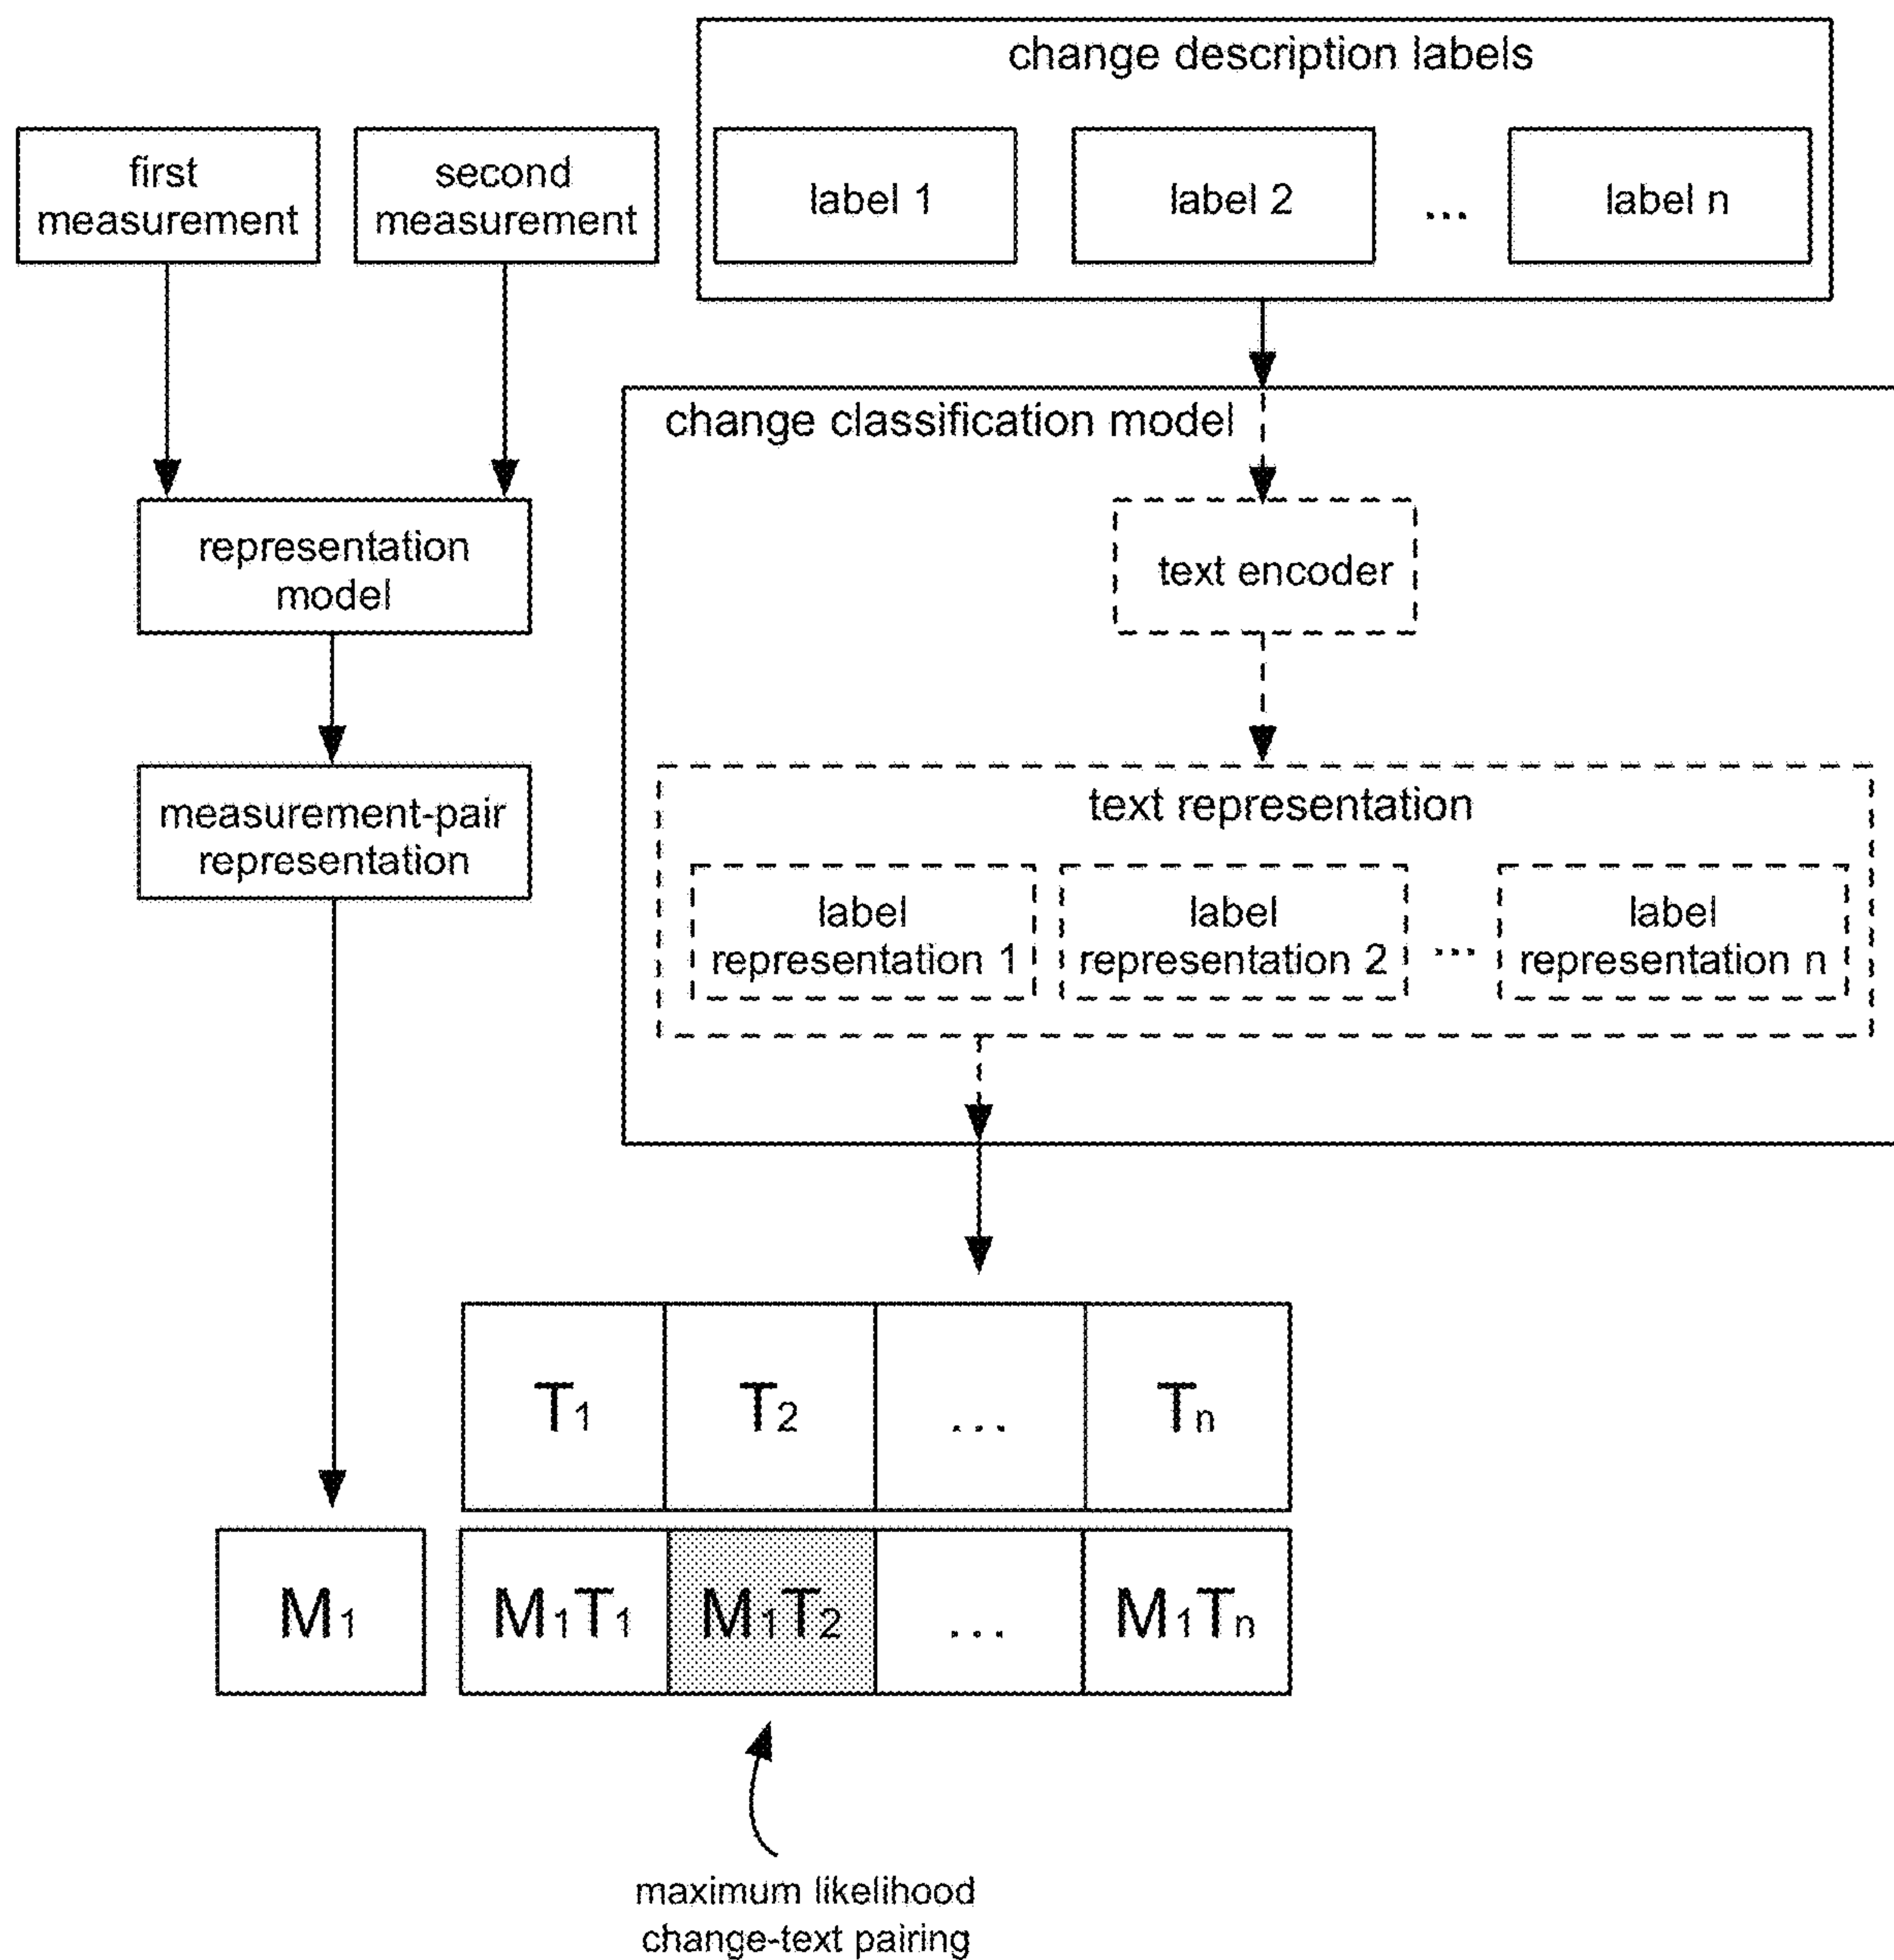 change description labels
first
measurement
second
measurement
label 1
label 2
...
label n
change classification model
representation
model
text encoder
measurement-pair
representation
text representation
label
representation 1
label
representation 2
...
label
representation n
T1
T2
...
Tn
M1
M1T1
M1T2
...
M1Tn
maximum likelihood
change-text pairing